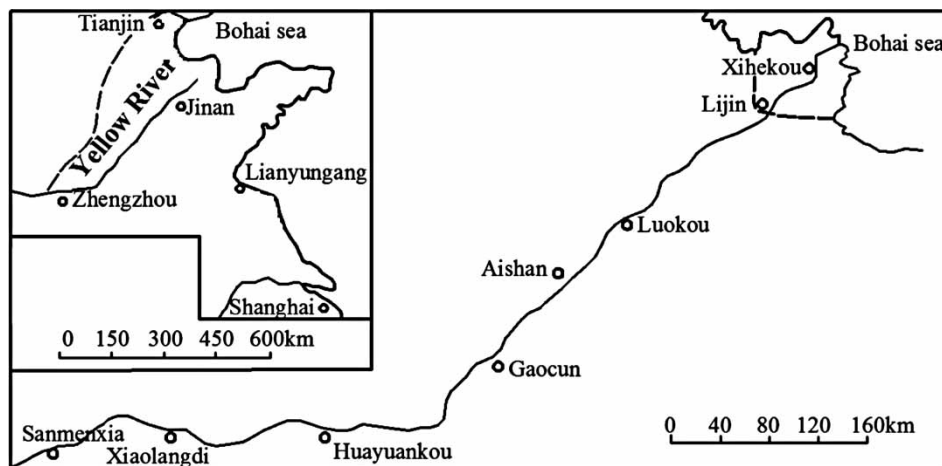 Tianjin
Bohai sea
Yellow River
Jinan
Lianyungang
Zhengzhou
Shanghai
0 150 300 450 600km
Bohai sea
Xihekou
Lijin
Luokou
Aishan
Gaocun
Sanmenxia
Xiaolangdi
Huayuankou
0 40 80 120 160km